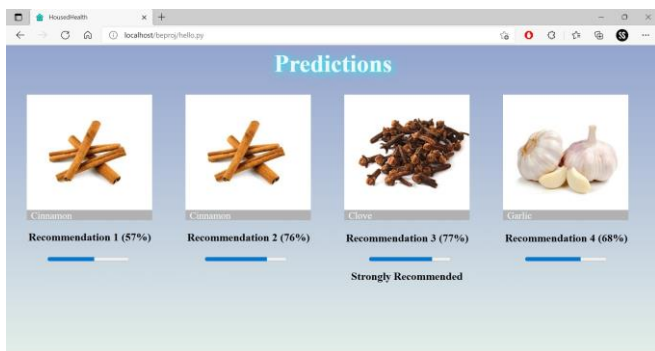 HousedHealth
localhost/beproj/hello.py
SS
Predictions
Cinnamon
Cinnamon
Clove
Garlic
Recommendation 1 (57%)
Recommendation 2 (76%)
Recommendation 3 (77%)
Recommendation 4 (68%)
Strongly Recommended